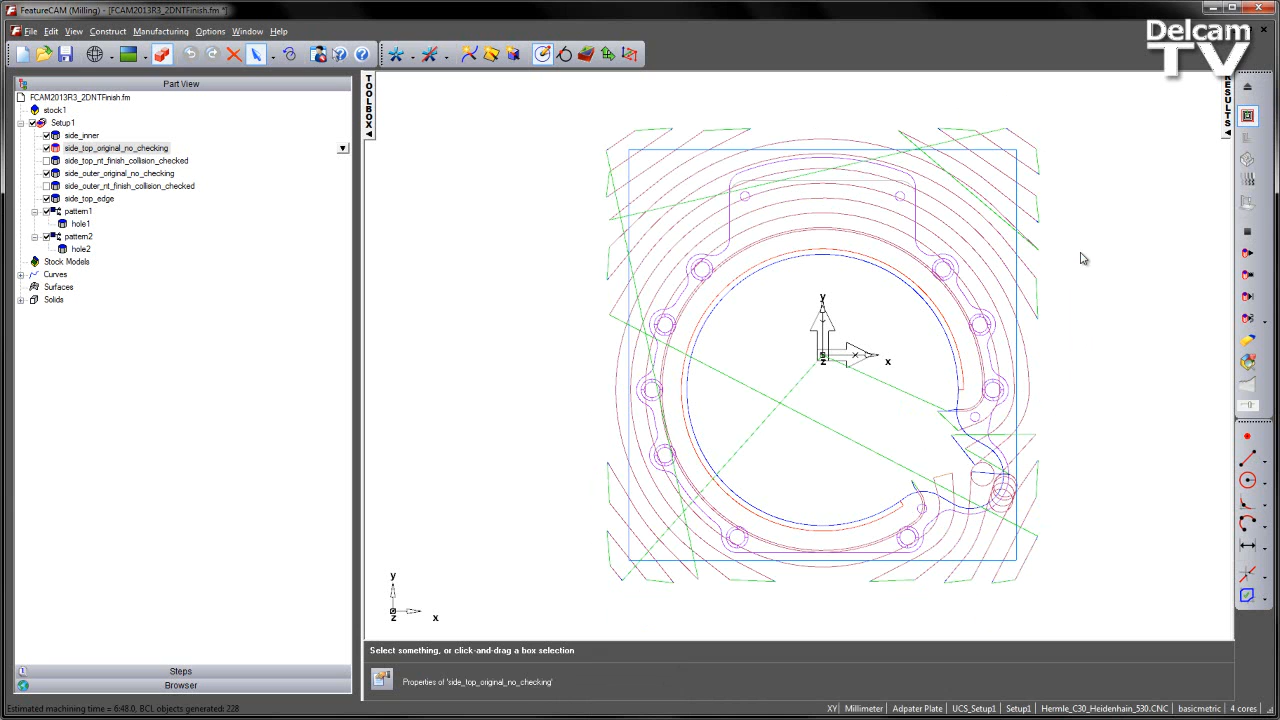 FeatureCAM (Milling) - [FCAM2013R3_2DNTFinish.fm *]
File Edit View Construct Manufacturing Options Window Help
Delcam
TV
Part View
FCAM2013R3_2DNTFinish.fm
stock1
Setup1
side_inner
side_top_original_no_checking
side_top_nt_finish_collision_checked
side_outer_original_no_checking
side_outer_nt_finish_collision_checked
side_top_edge
pattern1
hole1
pattern2
hole2
Stock Models
Curves
Surfaces
Solids
TOOLBOX
RESULTS
y
x
z
x
y
z
x
Steps
Browser
Select something, or click-and-drag a box selection
Properties of 'side_top_original_no_checking'
Estimated machining time = 6:48.0, BCL objects generated: 228
XY Millimeter Adpater Plate UCS_Setup1 Setup1 Hermle_C30_Heidenhain_530.CNC basicmetric 4 cores